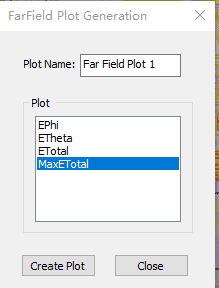 FarField Plot Generation
Plot Name: Far Field Plot 1
Plot
EPhi
ETheta
ETotal
MaxETotal
Create Plot Close